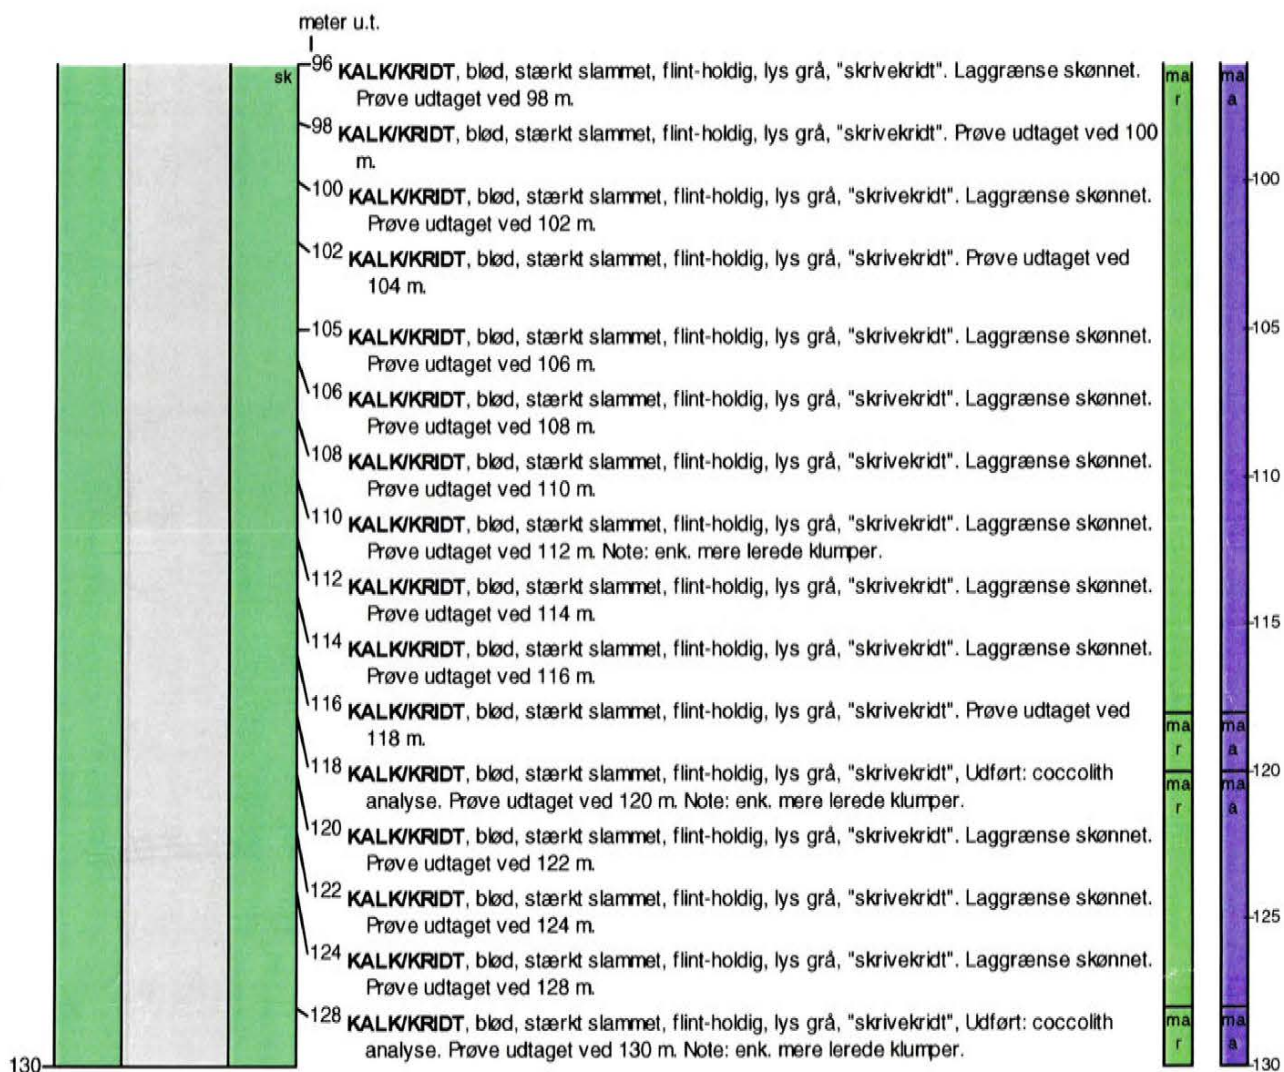 meter u.t.
sk
96 KALK/KRIDT, blød, stærkt slammet, flint-holdig, lys grå, "skrivekridt". Laggrænse skønnet.
Prøve udtaget ved 98 m.
98 KALK/KRIDT, blød, stærkt slammet, flint-holdig, lys grå, "skrivekridt". Prøve udtaget ved 100
m.
100 KALK/KRIDT, blød, stærkt slammet, flint-holdig, lys grå, "skrivekridt". Laggrænse skønnet.
Prøve udtaget ved 102 m.
102 KALK/KRIDT, blød, stærkt slammet, flint-holdig, lys grå, "skrivekridt". Prøve udtaget ved
104 m.
105 KALK/KRIDT, blød, stærkt slammet, flint-holdig, lys grå, "skrivekridt". Laggrænse skønnet.
Prøve udtaget ved 106 m.
106 KALK/KRIDT, blød, stærkt slammet, flint-holdig, lys grå, "skrivekridt". Laggrænse skønnet.
Prøve udtaget ved 108 m.
108 KALK/KRIDT, blød, stærkt slammet, flint-holdig, lys grå, "skrivekridt". Laggrænse skønnet.
Prøve udtaget ved 110 m.
110 KALK/KRIDT, blød, stærkt slammet, flint-holdig, lys grå, "skrivekridt". Laggrænse skønnet.
Prøve udtaget ved 112 m. Note: enk. mere lerede klumper.
112 KALK/KRIDT, blød, stærkt slammet, flint-holdig, lys grå, "skrivekridt". Laggrænse skønnet.
Prøve udtaget ved 114 m.
114 KALK/KRIDT, blød, stærkt slammet, flint-holdig, lys grå, "skrivekridt". Laggrænse skønnet.
Prøve udtaget ved 116 m.
116 KALK/KRIDT, blød, stærkt slammet, flint-holdig, lys grå, "skrivekridt". Prøve udtaget ved
118 m.
118 KALK/KRIDT, blød, stærkt slammet, flint-holdig, lys grå, "skrivekridt", Udført: coccolith
analyse. Prøve udtaget ved 120 m. Note: enk. mere lerede klumper.
120 KALK/KRIDT, blød, stærkt slammet, flint-holdig, lys grå, "skrivekridt". Laggrænse skønnet.
Prøve udtaget ved 122 m.
122 KALK/KRIDT, blød, stærkt slammet, flint-holdig, lys grå, "skrivekridt". Laggrænse skønnet.
Prøve udtaget ved 124 m.
124 KALK/KRIDT, blød, stærkt slammet, flint-holdig, lys grå, "skrivekridt". Laggrænse skønnet.
Prøve udtaget ved 128 m.
128 KALK/KRIDT, blød, stærkt slammet, flint-holdig, lys grå, "skrivekridt", Udført: coccolith
analyse. Prøve udtaget ved 130 m. Note: enk. mere lerede klumper.
130
ma
r
ma
r
ma
r
ma
r
ma
a
ma
a
ma
a
ma
a
100
105
110
115
120
125
130